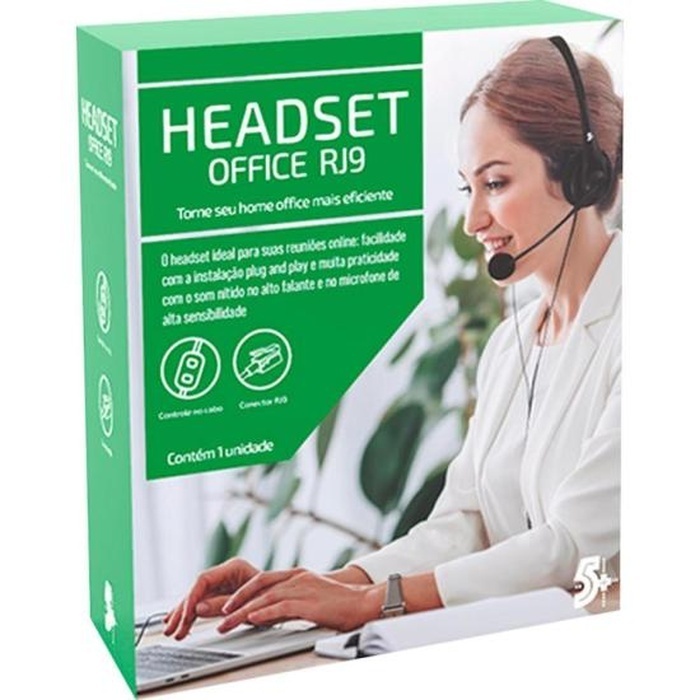 HEADSET
OFFICE RJ9
Torne seu home office mais eficiente
O headset ideal para suas reuniões online: facilidade
com a instalação plug and play e muita praticidade
com o som nítido no alto falante e no microfone de
alta sensibilidade
Controle no cabo
Conector RJ9
Contém 1 unidade
5+
HEADSET
OFFICE RJ9